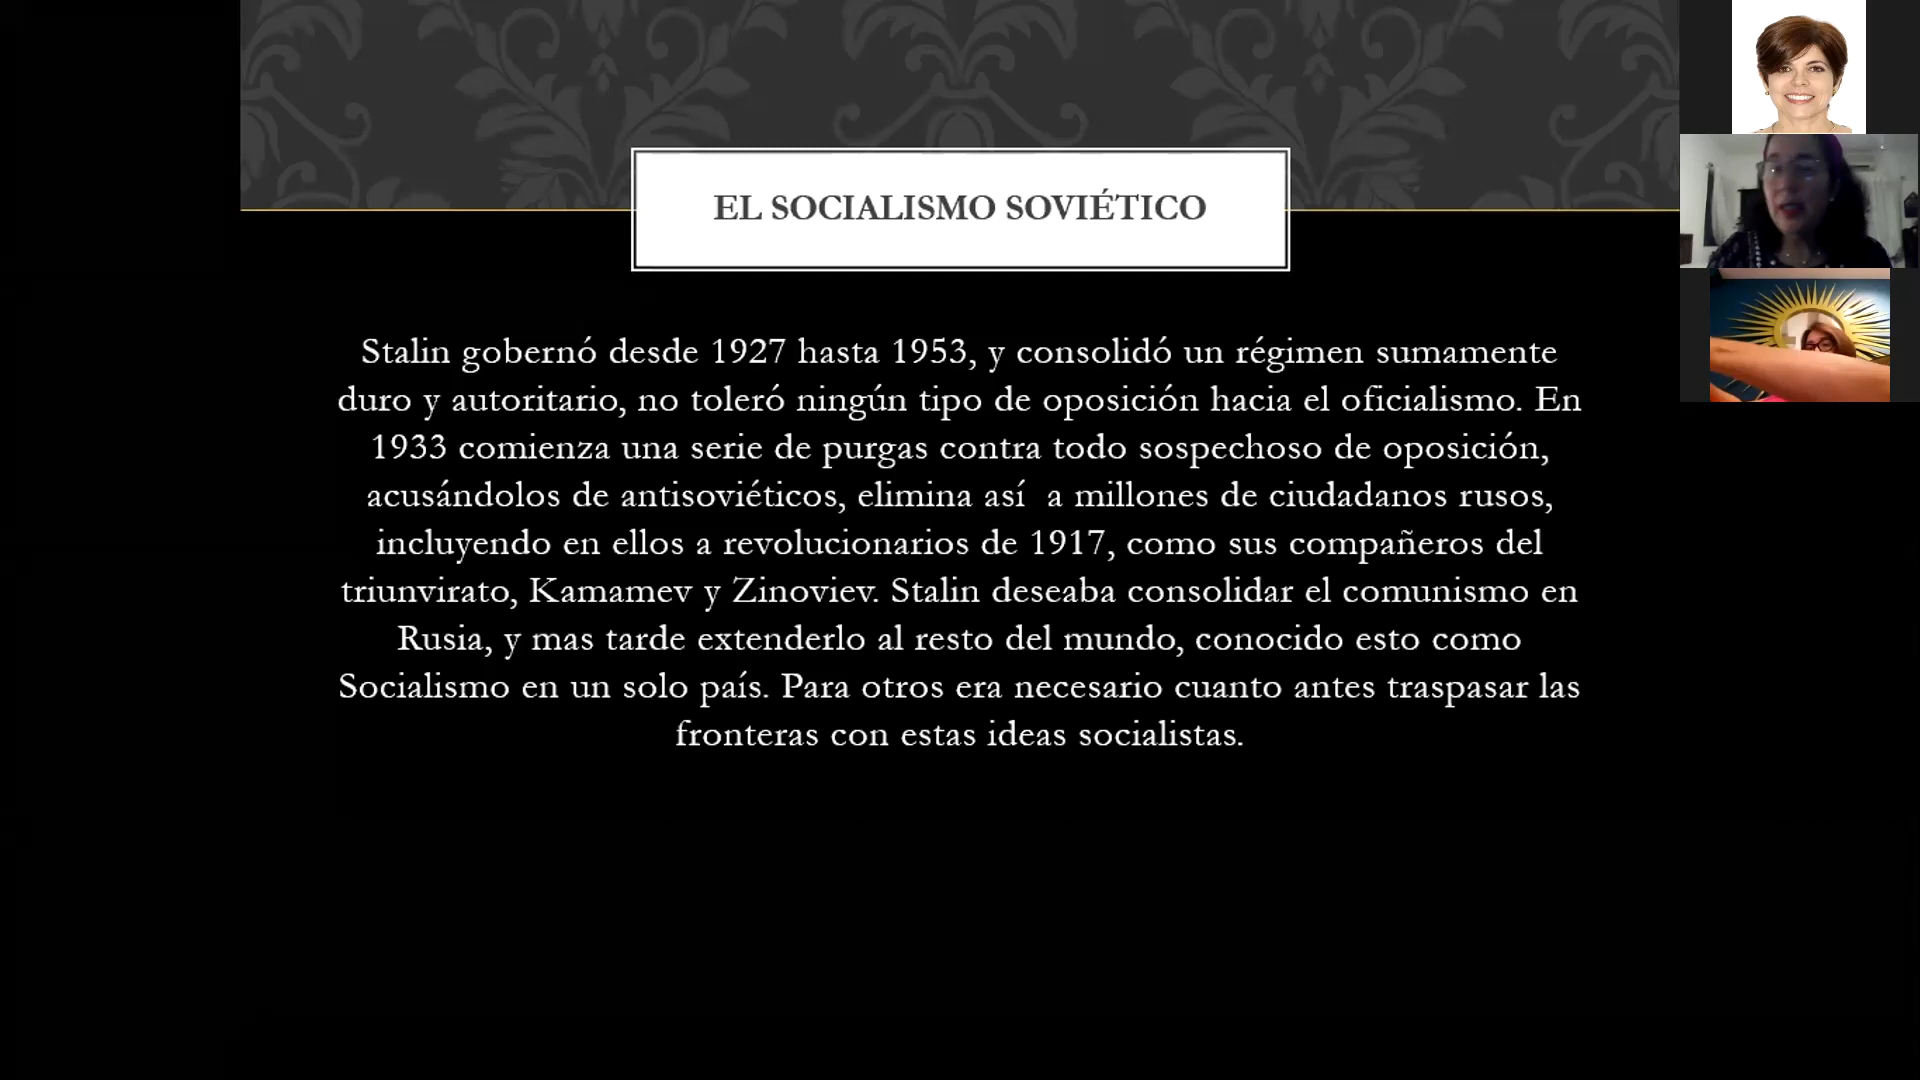 EL SOCIALISMO SOVIÉTICO
Stalin gobernó desde 1927 hasta 1953, y consolidó un régimen sumamente
duro y autoritario, no toleró ningún tipo de oposición hacia el oficialismo. En
1933 comienza una serie de purgas contra todo sospechoso de oposición,
acusándolos de antisoviéticos, elimina así  a millones de ciudadanos rusos,
incluyendo en ellos a revolucionarios de 1917, como sus compañeros del
triunvirato, Kamamev y Zinoviev. Stalin deseaba consolidar el comunismo en
Rusia, y mas tarde extenderlo al resto del mundo, conocido esto como
Socialismo en un solo país. Para otros era necesario cuanto antes traspasar las
fronteras con estas ideas socialistas.